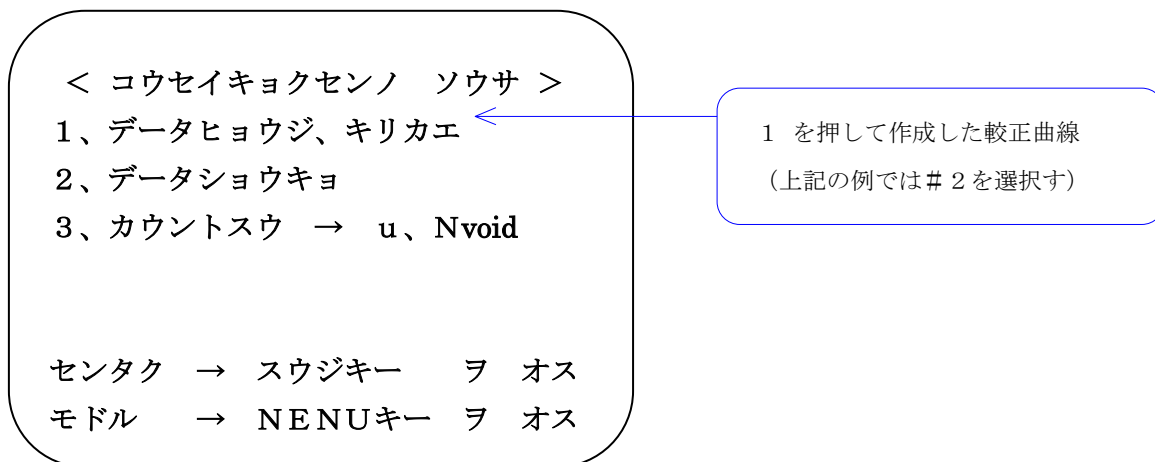 ＜ コウセイキョクセンノ　ソウサ ＞
１、データヒョウジ、キリカエ
２、データショウキョ
３、カウントスウ　→　ｕ、Ｎvoid
センタク　→　スウジキー　　ヲ　オス
モドル　　→　ＮＥＮＵキー　ヲ　オス
１ を押して作成した較正曲線
（上記の例では＃２を選択す）